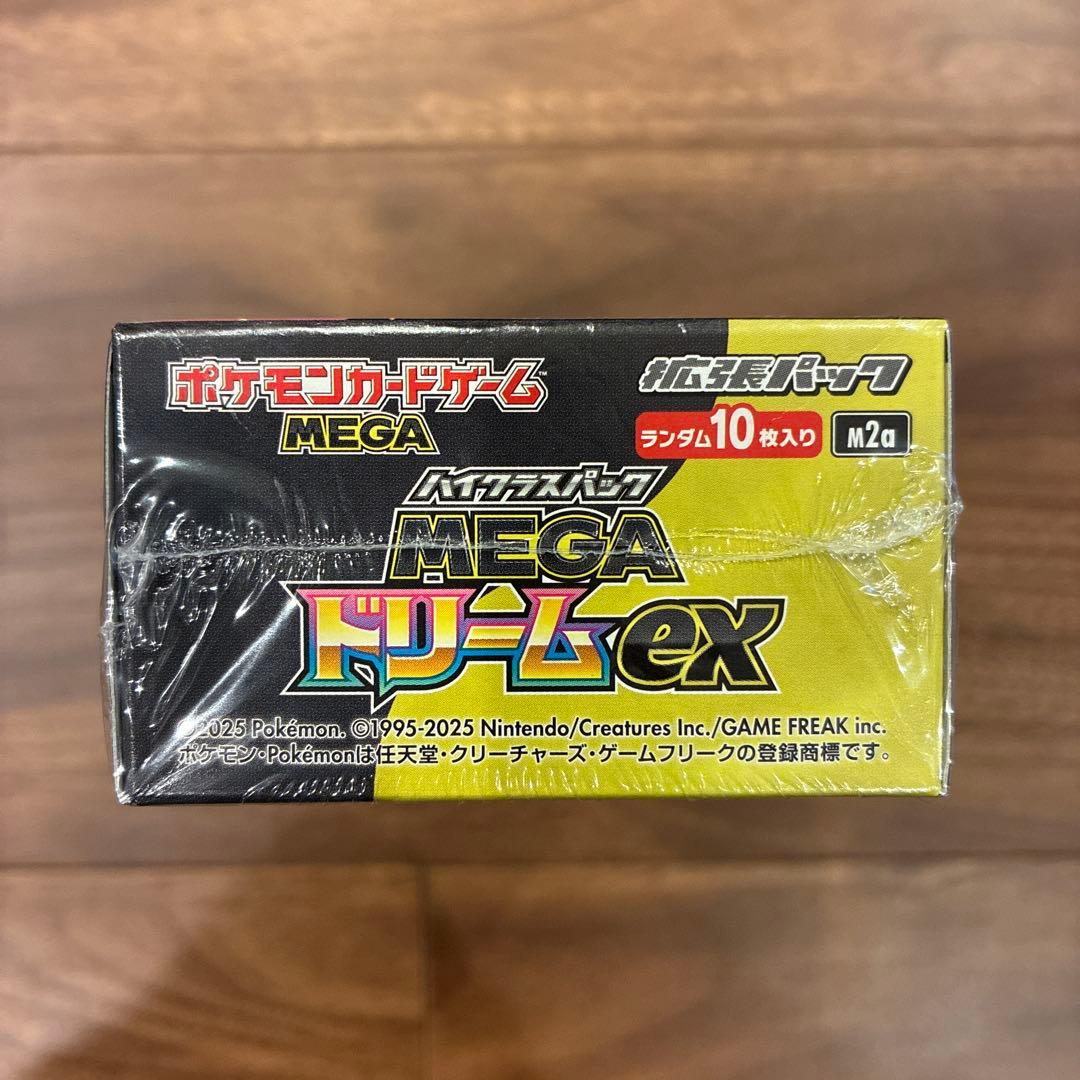 ポケモンカードゲーム™
MEGA
拡張パック
ランダム10枚入り
M2a
ハイクラスパック
MEGA
ドリームex
©2025 Pokémon. ©1995-2025 Nintendo/Creatures Inc./GAME FREAK inc.
ポケモン・Pokémonは任天堂・クリーチャーズ・ゲームフリークの登録商標です。